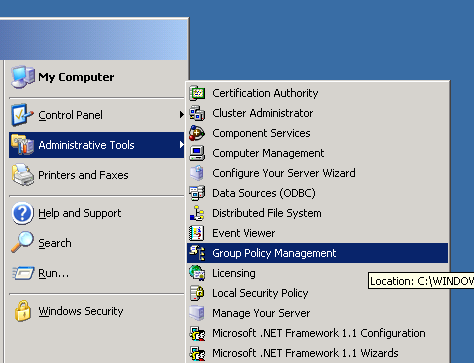 My Computer
Control Panel
Administrative Tools
Printers and Faxes
Help and Support
Search
Run...
Windows Security
Certification Authority
Cluster Administrator
Component Services
Computer Management
Configure Your Server Wizard
Data Sources (ODBC)
Distributed File System
Event Viewer
Group Policy Management
Licensing
Location: C:\WINDOW
Local Security Policy
Manage Your Server
Microsoft .NET Framework 1.1 Configuration
Microsoft .NET Framework 1.1 Wizards